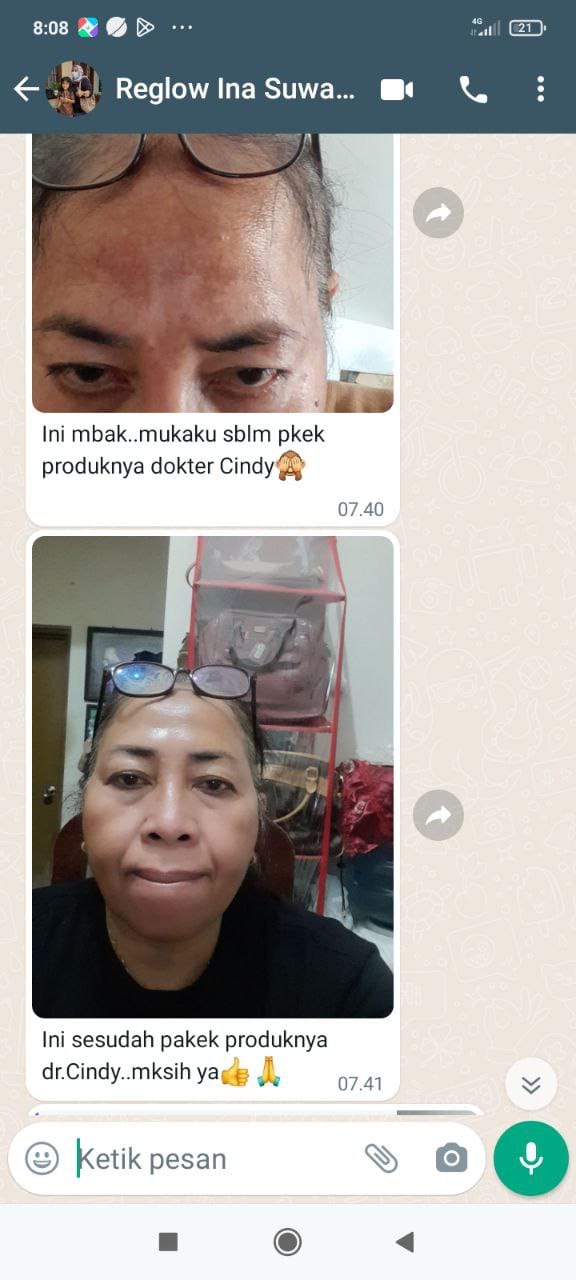 8:08
4G
21
Reglow Ina Suwa...
Ini mbak..mukaku sblm pkek
produknya dokter Cindy🙈
07.40
Ini sesudah pakek produknya
dr.Cindy..mksih ya👍🙏
07.41
Ketik pesan